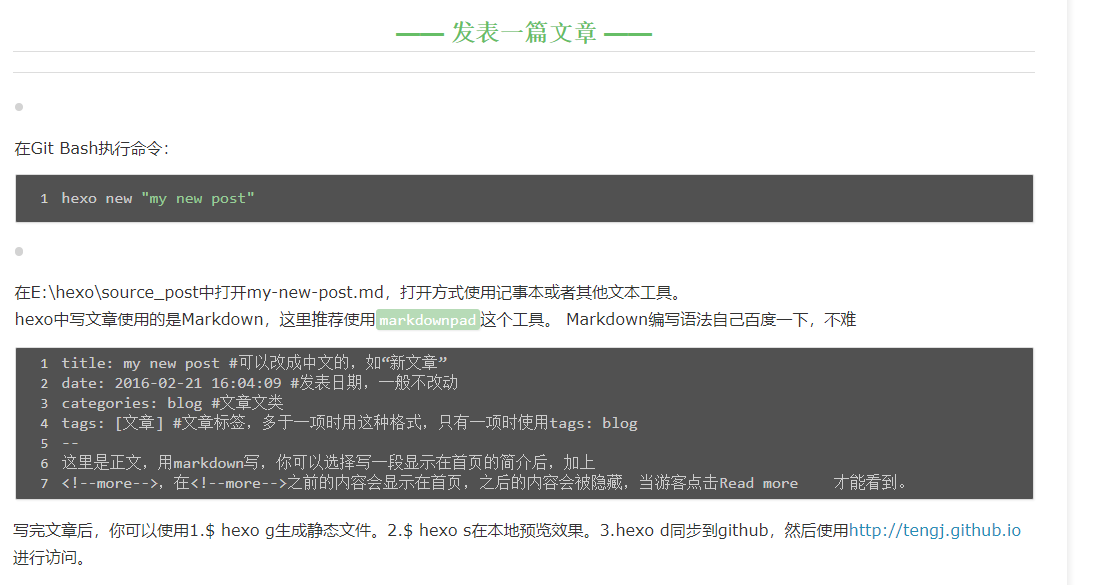 发表一篇文章
在Git Bash执行命令：
1 hexo new "my new post"
在E:\hexo\source_post中打开my-new-post.md，打开方式使用记事本或者其他文本工具。
hexo中写文章使用的是Markdown，这里推荐使用markdownpad这个工具。 Markdown编写语法自己百度一下，不难
1 title: my new post #可以改成中文的，如“新文章”
2 date: 2016-02-21 16:04:09 #发表日期，一般不改动
3 categories: blog #文章文类
4 tags: [文章] #文章标签，多于一项时用这种格式，只有一项时使用tags: blog
5 --
6 这里是正文，用markdown写，你可以选择写一段显示在首页的简介后，加上
7 <!--more-->，在<!--more-->之前的内容会显示在首页，之后的内容会被隐藏，当游客点击Read more    才能看到。
写完文章后，你可以使用1.$ hexo g生成静态文件。2.$ hexo s在本地预览效果。3.hexo d同步到github，然后使用http://tengj.github.io
进行访问。